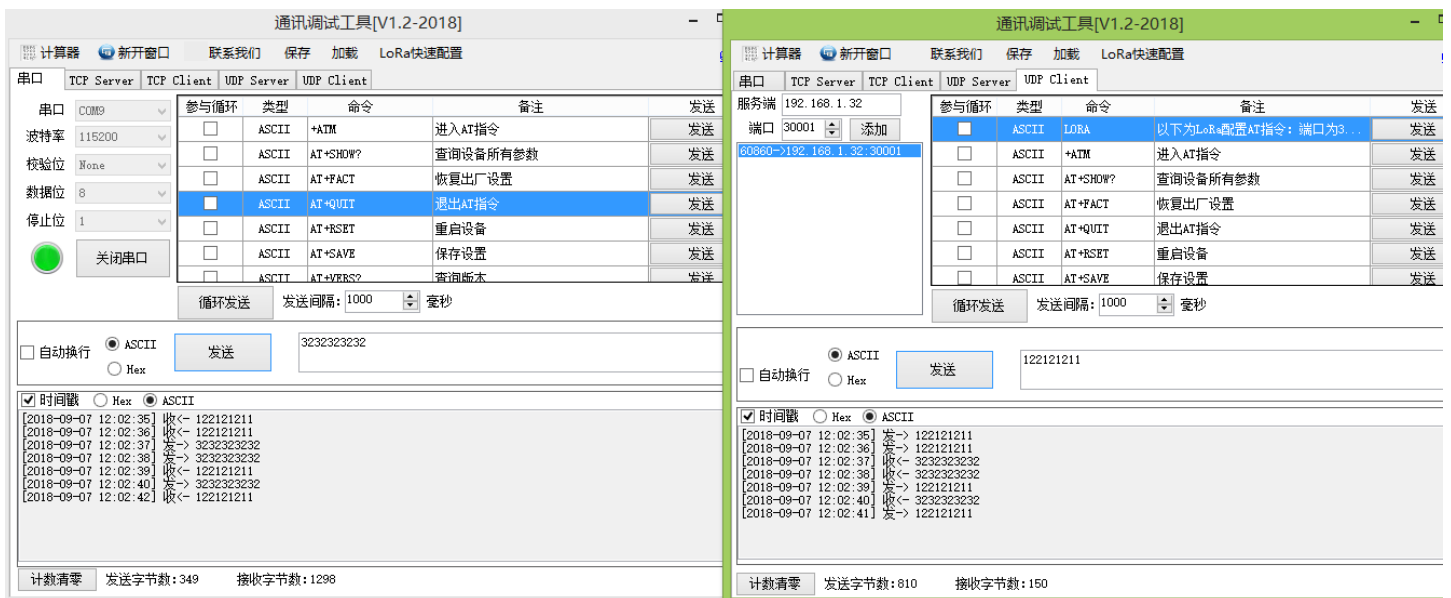 通讯调试工具[V1.2-2018]
计算器 新开窗口 联系我们 保存 加载 LoRa快速配置
串口 TCP Server TCP Client UDP Server UDP Client
串口 COM9
波特率 115200
校验位 None
数据位 8
停止位 1
关闭串口
参与循环 类型 命令 备注 发送
ASCII +ATM 进入AT指令 发送
ASCII AT+SHOW? 查询设备所有参数 发送
ASCII AT+FACT 恢复出厂设置 发送
ASCII AT+QUIT 退出AT指令 发送
ASCII AT+RSET 重启设备 发送
ASCII AT+SAVE 保存设置 发送
ASCII AT+VERS? 查询版本 发送
循环发送 发送间隔: 1000 毫秒
自动换行 ASCII Hex 发送 3232323232
时间戳 Hex ASCII
[2018-09-07 12:02:35] 收<- 122121211
[2018-09-07 12:02:36] 收<- 122121211
[2018-09-07 12:02:37] 发-> 3232323232
[2018-09-07 12:02:38] 发-> 3232323232
[2018-09-07 12:02:39] 收<- 122121211
[2018-09-07 12:02:40] 发-> 3232323232
[2018-09-07 12:02:42] 收<- 122121211
计数清零 发送字节数:349 接收字节数:1298
通讯调试工具[V1.2-2018]
计算器 新开窗口 联系我们 保存 加载 LoRa快速配置
串口 TCP Server TCP Client UDP Server UDP Client
服务端 192.168.1.32
端口 30001 添加
60860->192.168.1.32:30001
参与循环 类型 命令 备注 发送
ASCII LORA 以下为LoRa配置AT指令: 端口为3... 发送
ASCII +ATM 进入AT指令 发送
ASCII AT+SHOW? 查询设备所有参数 发送
ASCII AT+FACT 恢复出厂设置 发送
ASCII AT+QUIT 退出AT指令 发送
ASCII AT+RSET 重启设备 发送
ASCII AT+SAVE 保存设置 发送
循环发送 发送间隔: 1000 毫秒
自动换行 ASCII Hex 发送 122121211
时间戳 Hex ASCII
[2018-09-07 12:02:35] 发-> 122121211
[2018-09-07 12:02:36] 发-> 122121211
[2018-09-07 12:02:37] 收<- 3232323232
[2018-09-07 12:02:38] 收<- 3232323232
[2018-09-07 12:02:39] 发-> 122121211
[2018-09-07 12:02:40] 收<- 3232323232
[2018-09-07 12:02:41] 发-> 122121211
计数清零 发送字节数:810 接收字节数:150